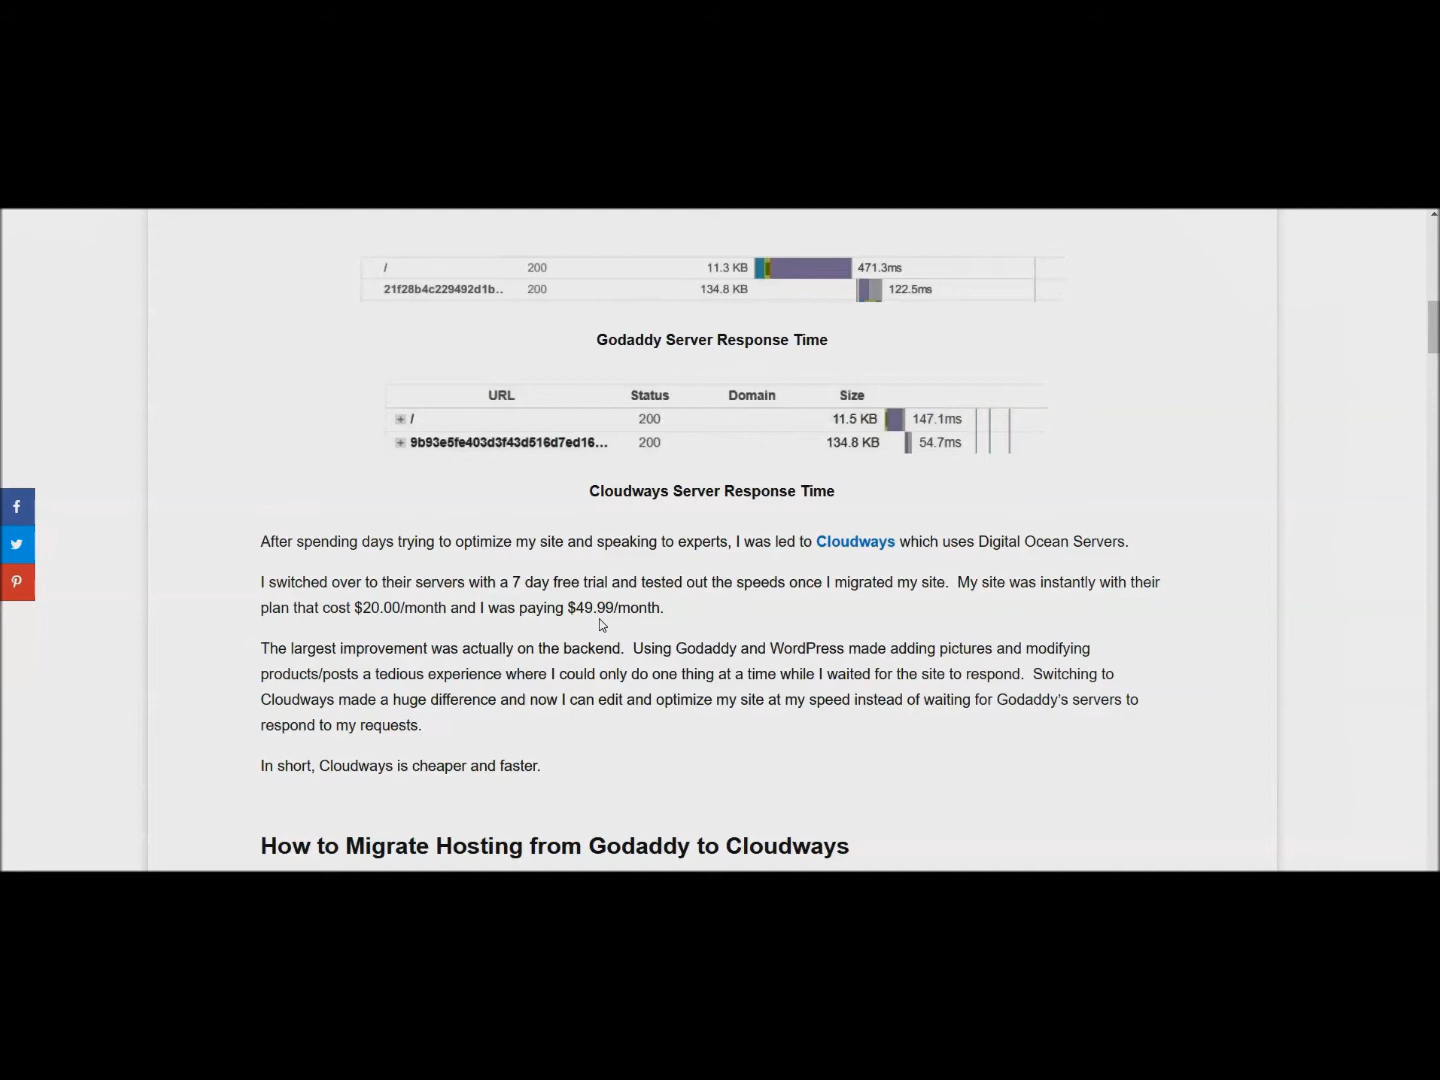 / 200 11.3 KB 471.3ms
21f28b4c229492d1b.. 200 134.8 KB 122.5ms
Godaddy Server Response Time
URL Status Domain Size
/ 200 11.5 KB 147.1ms
9b93e5fe403d3f43d516d7ed16... 200 134.8 KB 54.7ms
Cloudways Server Response Time
After spending days trying to optimize my site and speaking to experts, I was led to Cloudways which uses Digital Ocean Servers.
I switched over to their servers with a 7 day free trial and tested out the speeds once I migrated my site. My site was instantly with their
plan that cost $20.00/month and I was paying $49.99/month.
The largest improvement was actually on the backend. Using Godaddy and WordPress made adding pictures and modifying
products/posts a tedious experience where I could only do one thing at a time while I waited for the site to respond. Switching to
Cloudways made a huge difference and now I can edit and optimize my site at my speed instead of waiting for Godaddy's servers to
respond to my requests.
In short, Cloudways is cheaper and faster.
How to Migrate Hosting from Godaddy to Cloudways